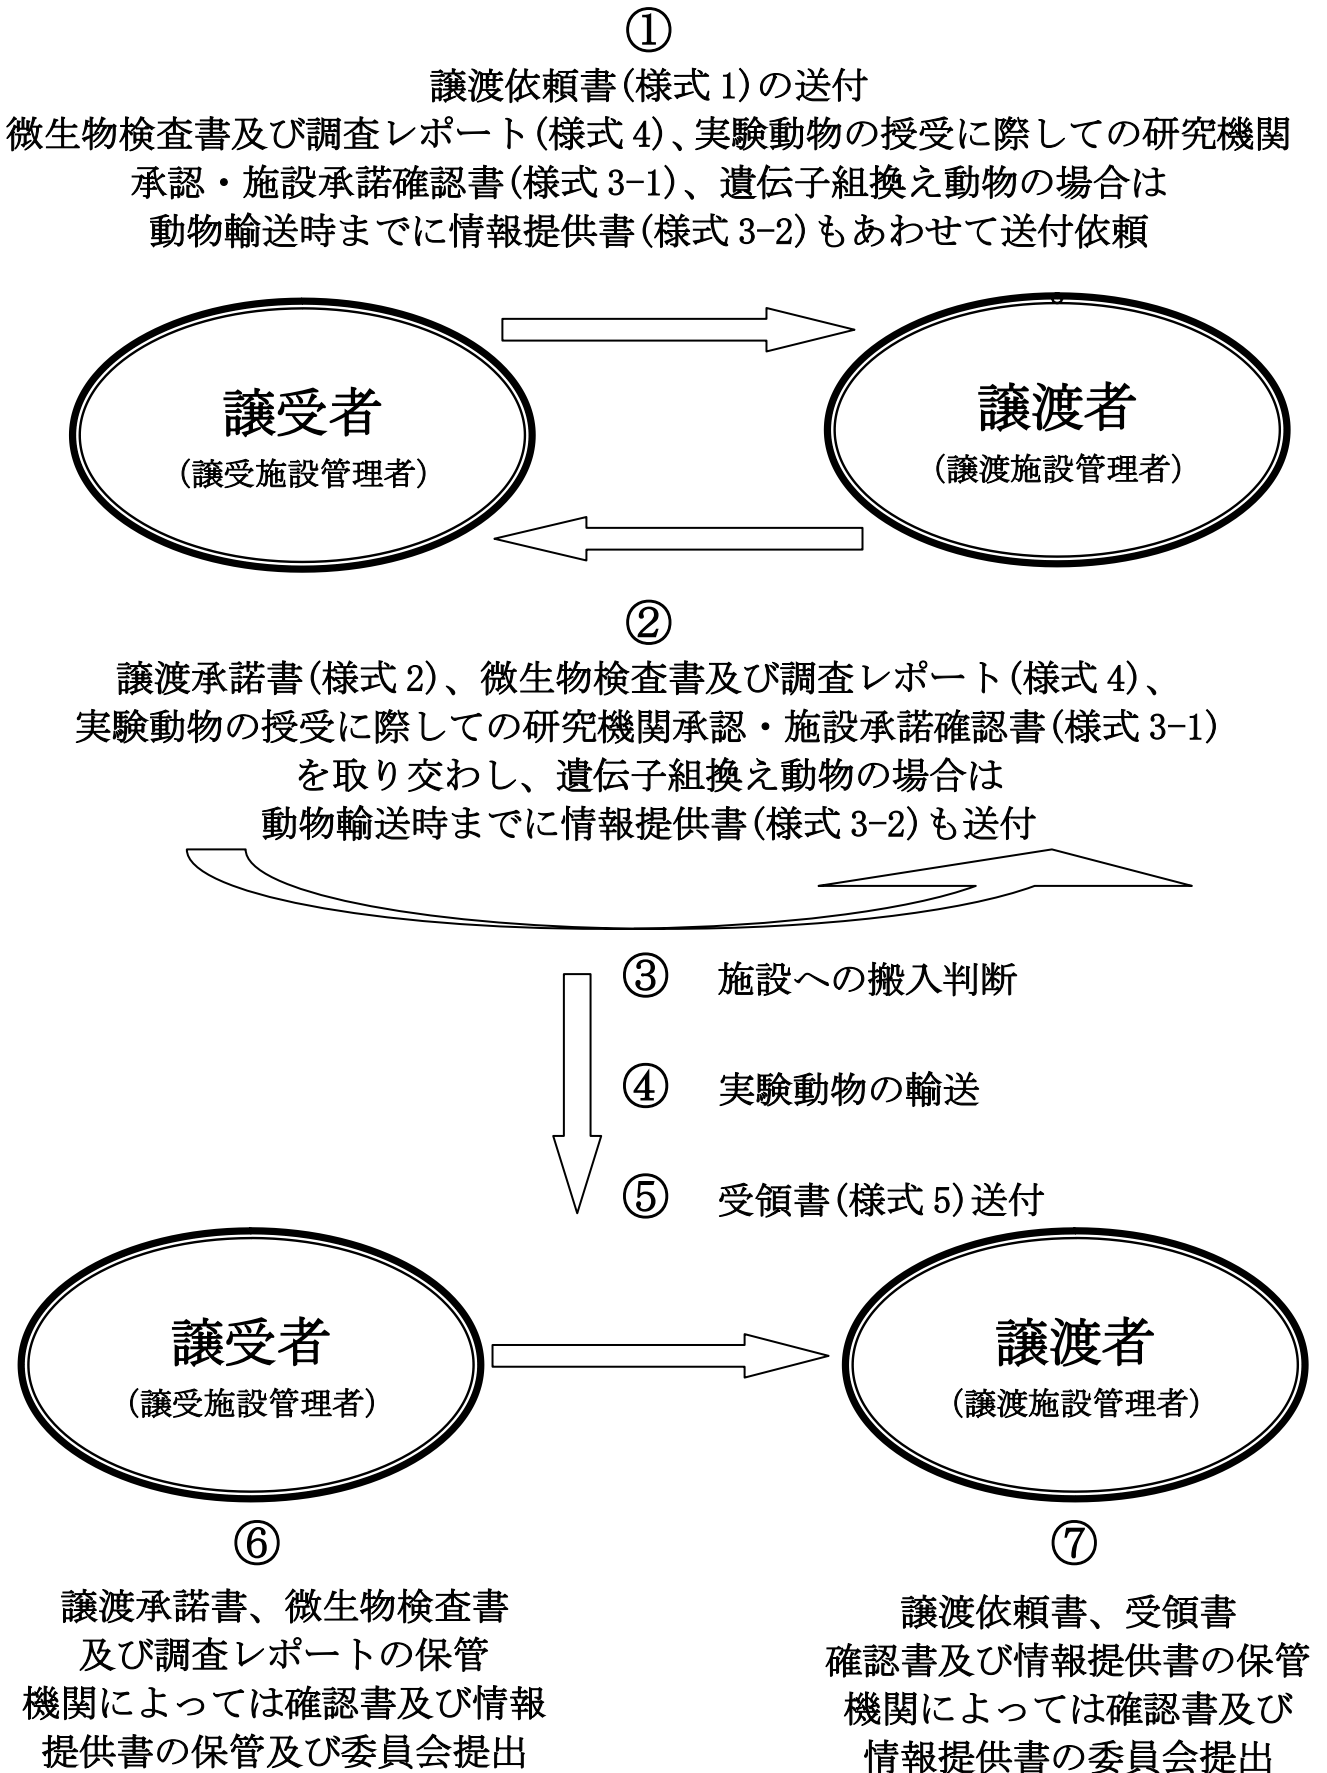 ①
譲渡依頼書(様式 1)の送付
微生物検査書及び調査レポート(様式 4)、実験動物の授受に際しての研究機関
承認・施設承諾確認書(様式 3-1)、遺伝子組換え動物の場合は
動物輸送時までに情報提供書(様式 3-2)もあわせて送付依頼
譲受者
(譲受施設管理者)
譲渡者
(譲渡施設管理者)
②
譲渡承諾書(様式 2)、微生物検査書及び調査レポート(様式 4)、
実験動物の授受に際しての研究機関承認・施設承諾確認書(様式 3-1)
を取り交わし、遺伝子組換え動物の場合は
動物輸送時までに情報提供書(様式 3-2)も送付
③ 施設への搬入判断
④ 実験動物の輸送
⑤ 受領書(様式 5)送付
譲受者
(譲受施設管理者)
譲渡者
(譲渡施設管理者)
⑥
譲渡承諾書、微生物検査書
及び調査レポートの保管
機関によっては確認書及び情報
提供書の保管及び委員会提出
⑦
譲渡依頼書、受領書
確認書及び情報提供書の保管
機関によっては確認書及び
情報提供書の委員会提出